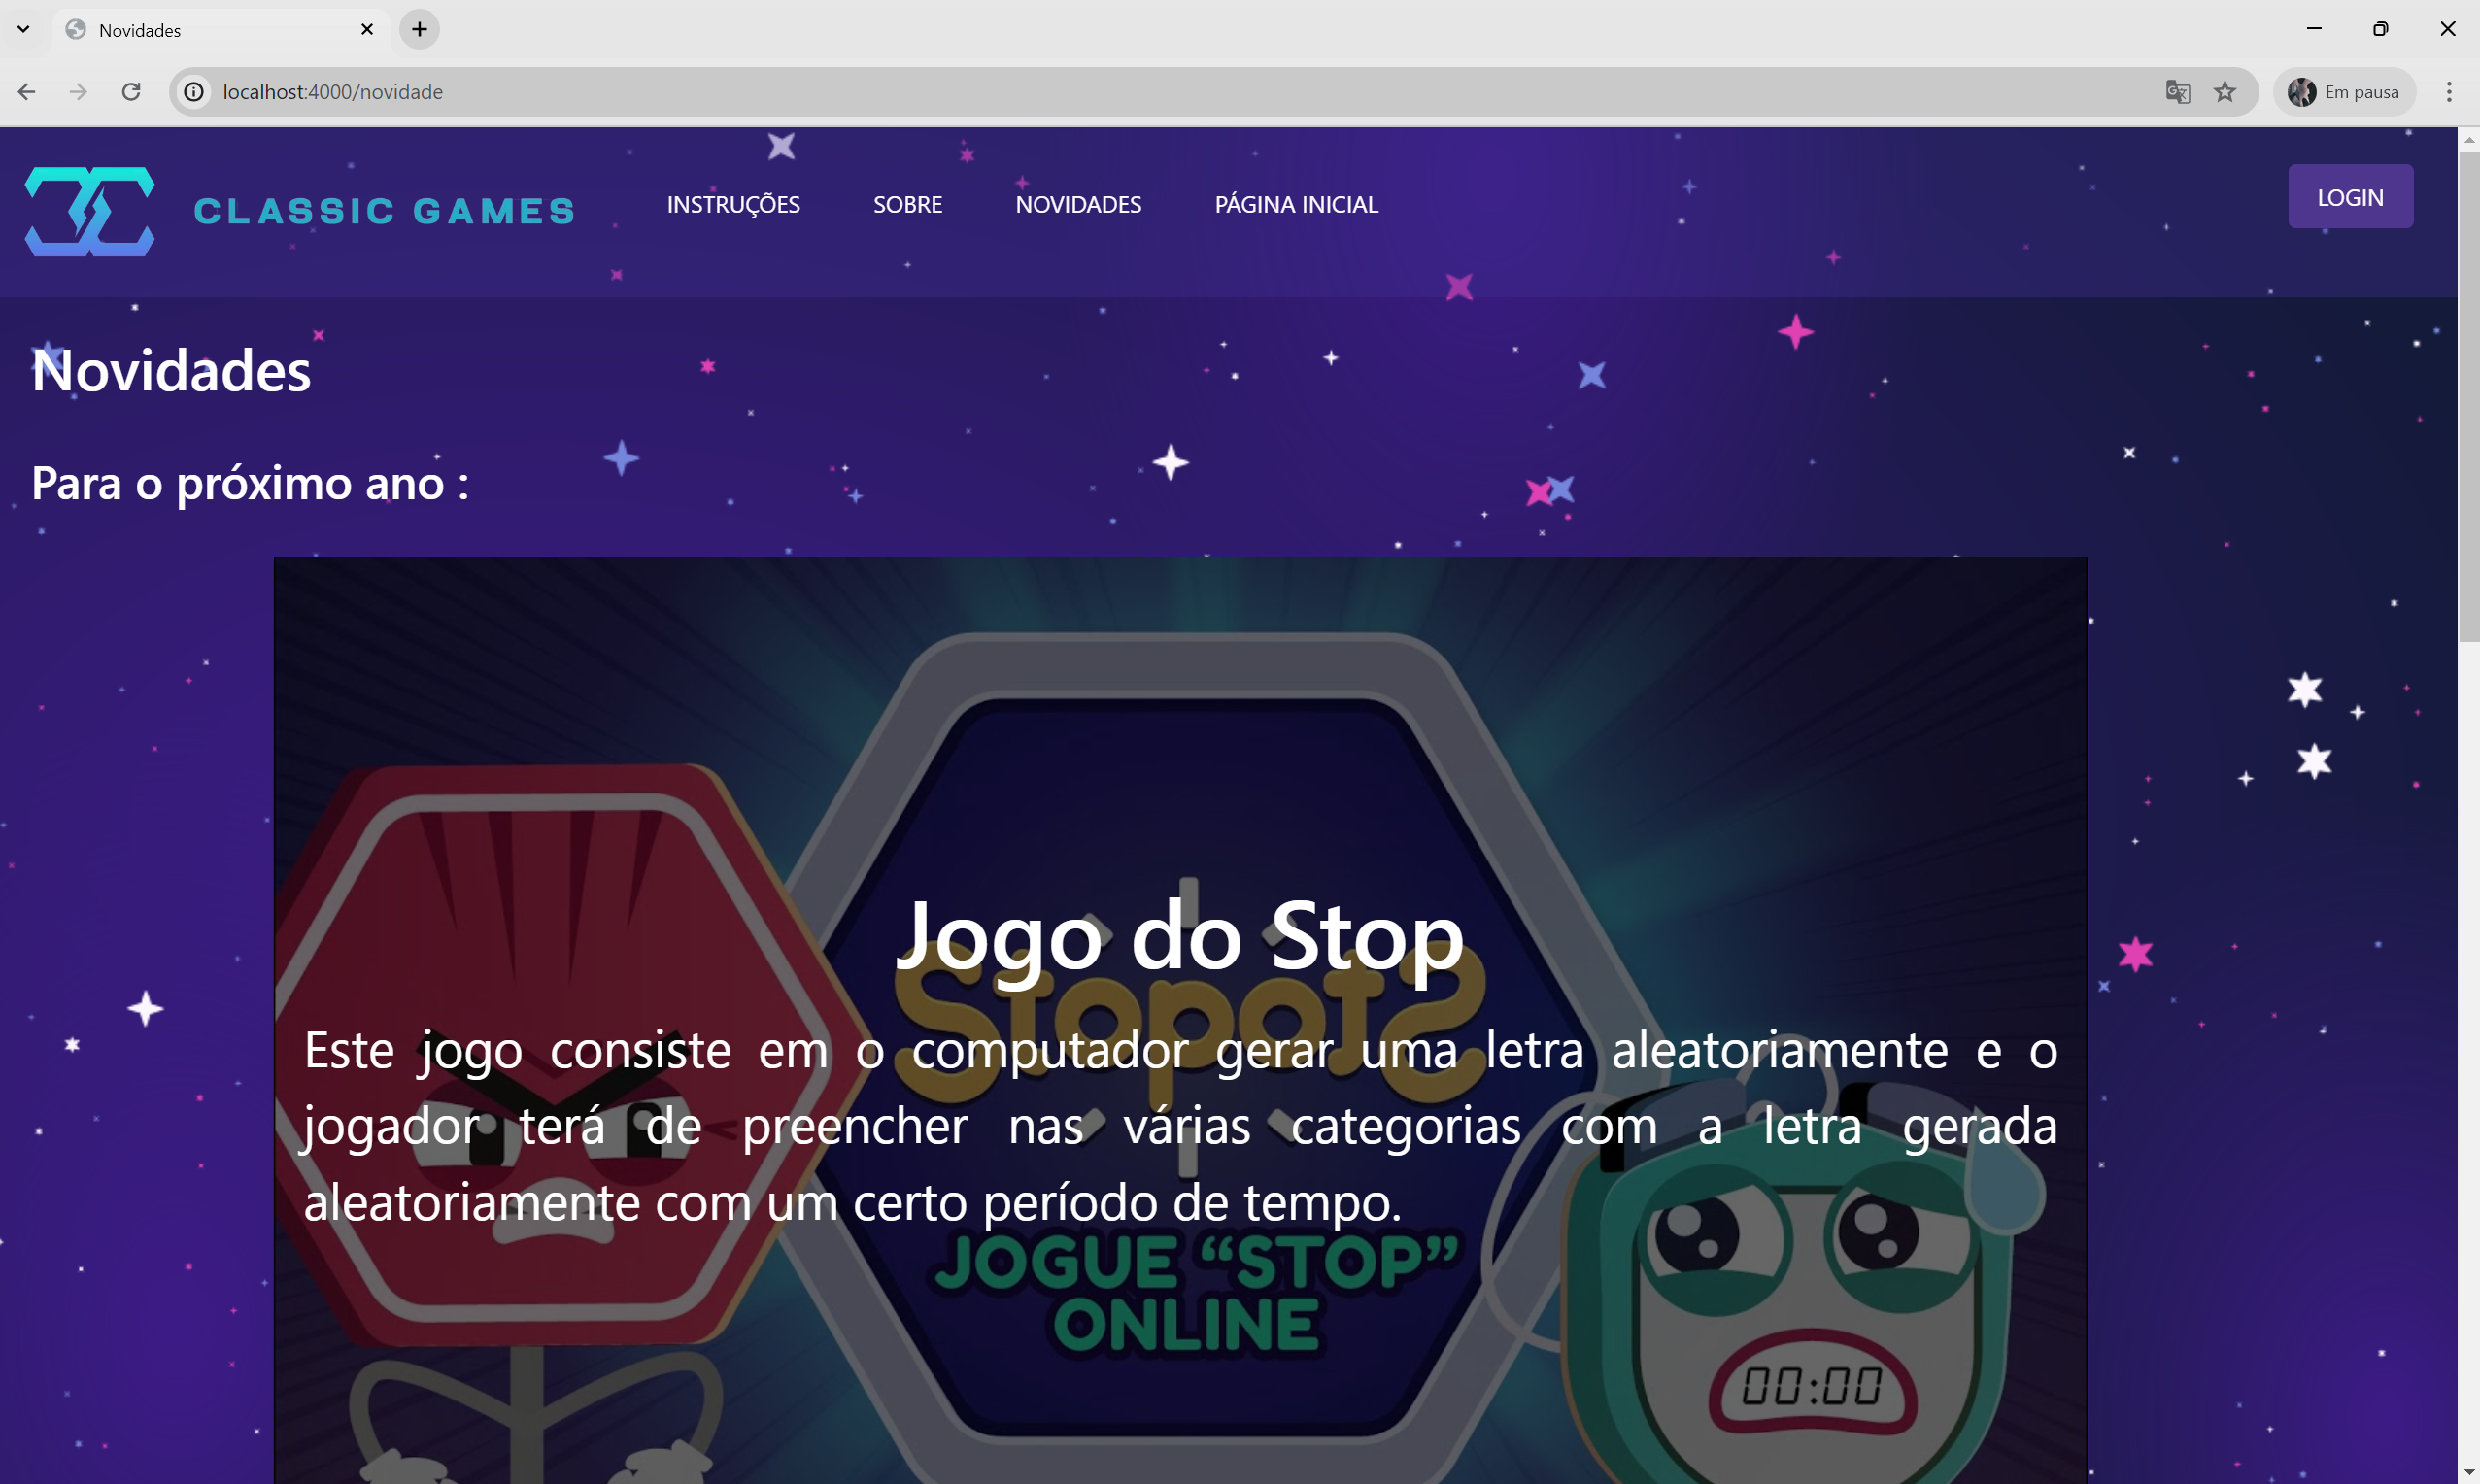 Novidades
localhost:4000/novidade
Em pausa
CLASSIC GAMES
INSTRUÇÕES
SOBRE
NOVIDADES
PÁGINA INICIAL
LOGIN
Novidades
Para o próximo ano :
Jogo do Stop
StopotS
Este jogo consiste em o computador gerar uma letra aleatoriamente e o
jogador terá de preencher nas várias categorias com a letra gerada
aleatoriamente com um certo período de tempo.
JOGUE “STOP”
ONLINE
00:00